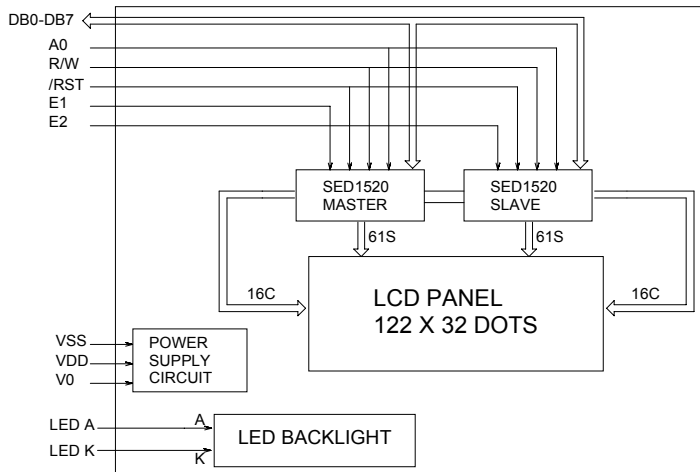 DB0-DB7
A0
R/W
/RST
E1
E2
SED1520
MASTER
SED1520
SLAVE
61S
61S
16C
16C
LCD PANEL
122 X 32 DOTS
VSS
VDD
V0
POWER
SUPPLY
CIRCUIT
LED A
A
LED K
K
LED BACKLIGHT